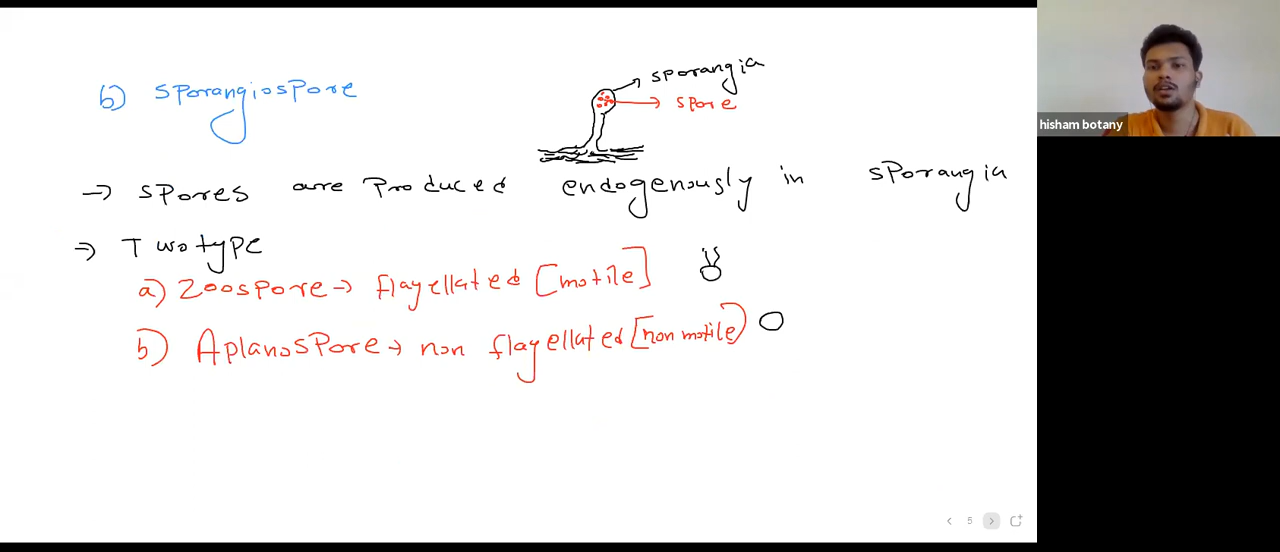 b) Sporangiospore
sporangia
spore
→ spores are Produced endogenously in sporangia
→ Two type
a) Zoospore → flagellated [motile]
b) Aplanospore → non flagellated [non motile)
hisham botany
5